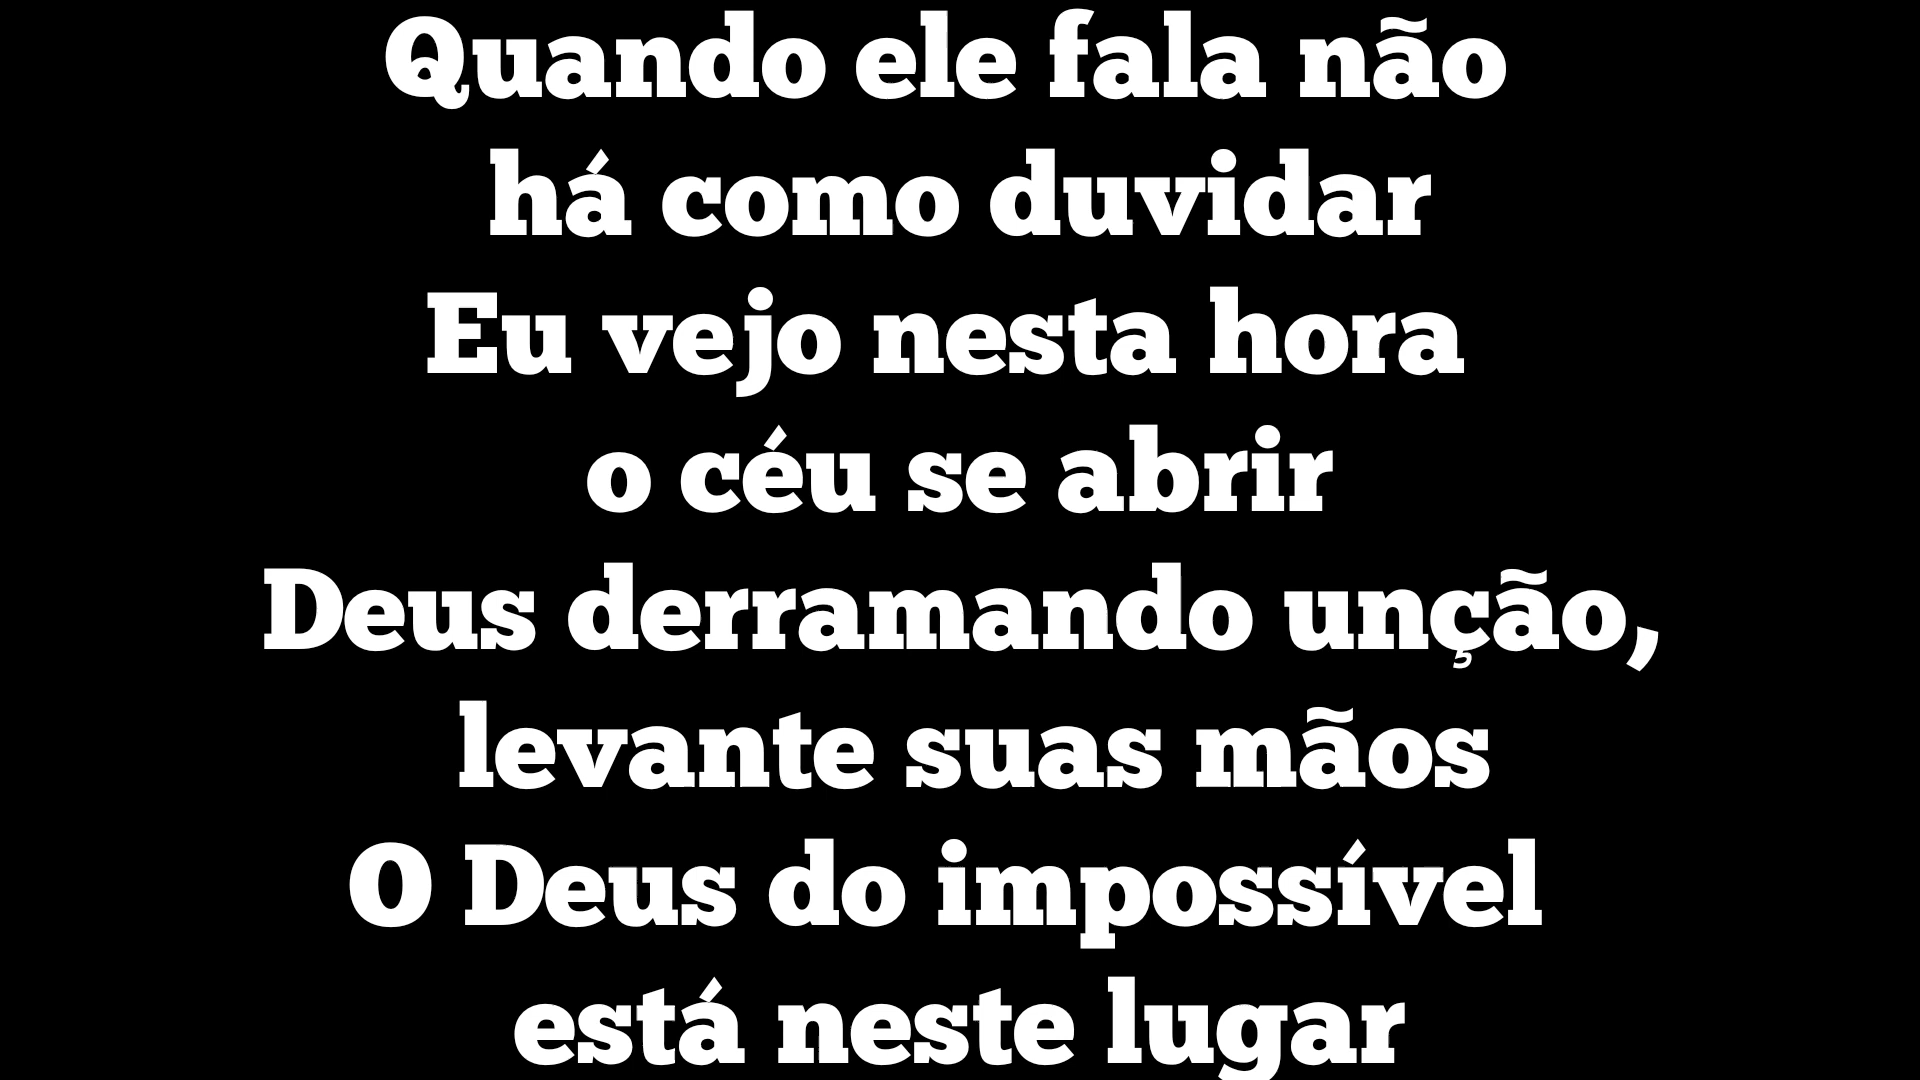 Quando ele fala não
há como duvidar
Eu vejo nesta hora
o céu se abrir
Deus derramando unção,
levante suas mãos
O Deus do impossível
está neste lugar